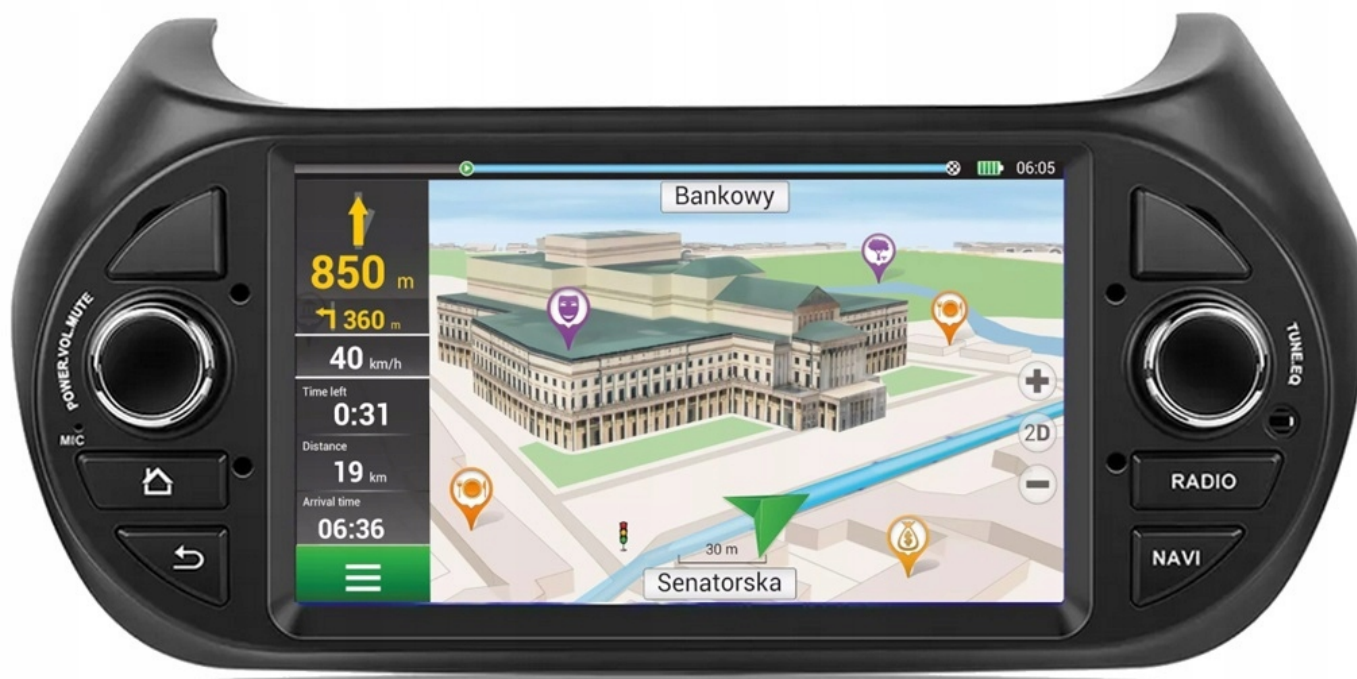 06:05
Bankowy
850 m
360 m
40 km/h
Time left
0:31
Distance
19 km
Arrival time
06:36
2D
30 m
Senatorska
POWER.VOL.MUTE
MIC
TUNE.EQ
RADIO
NAVI